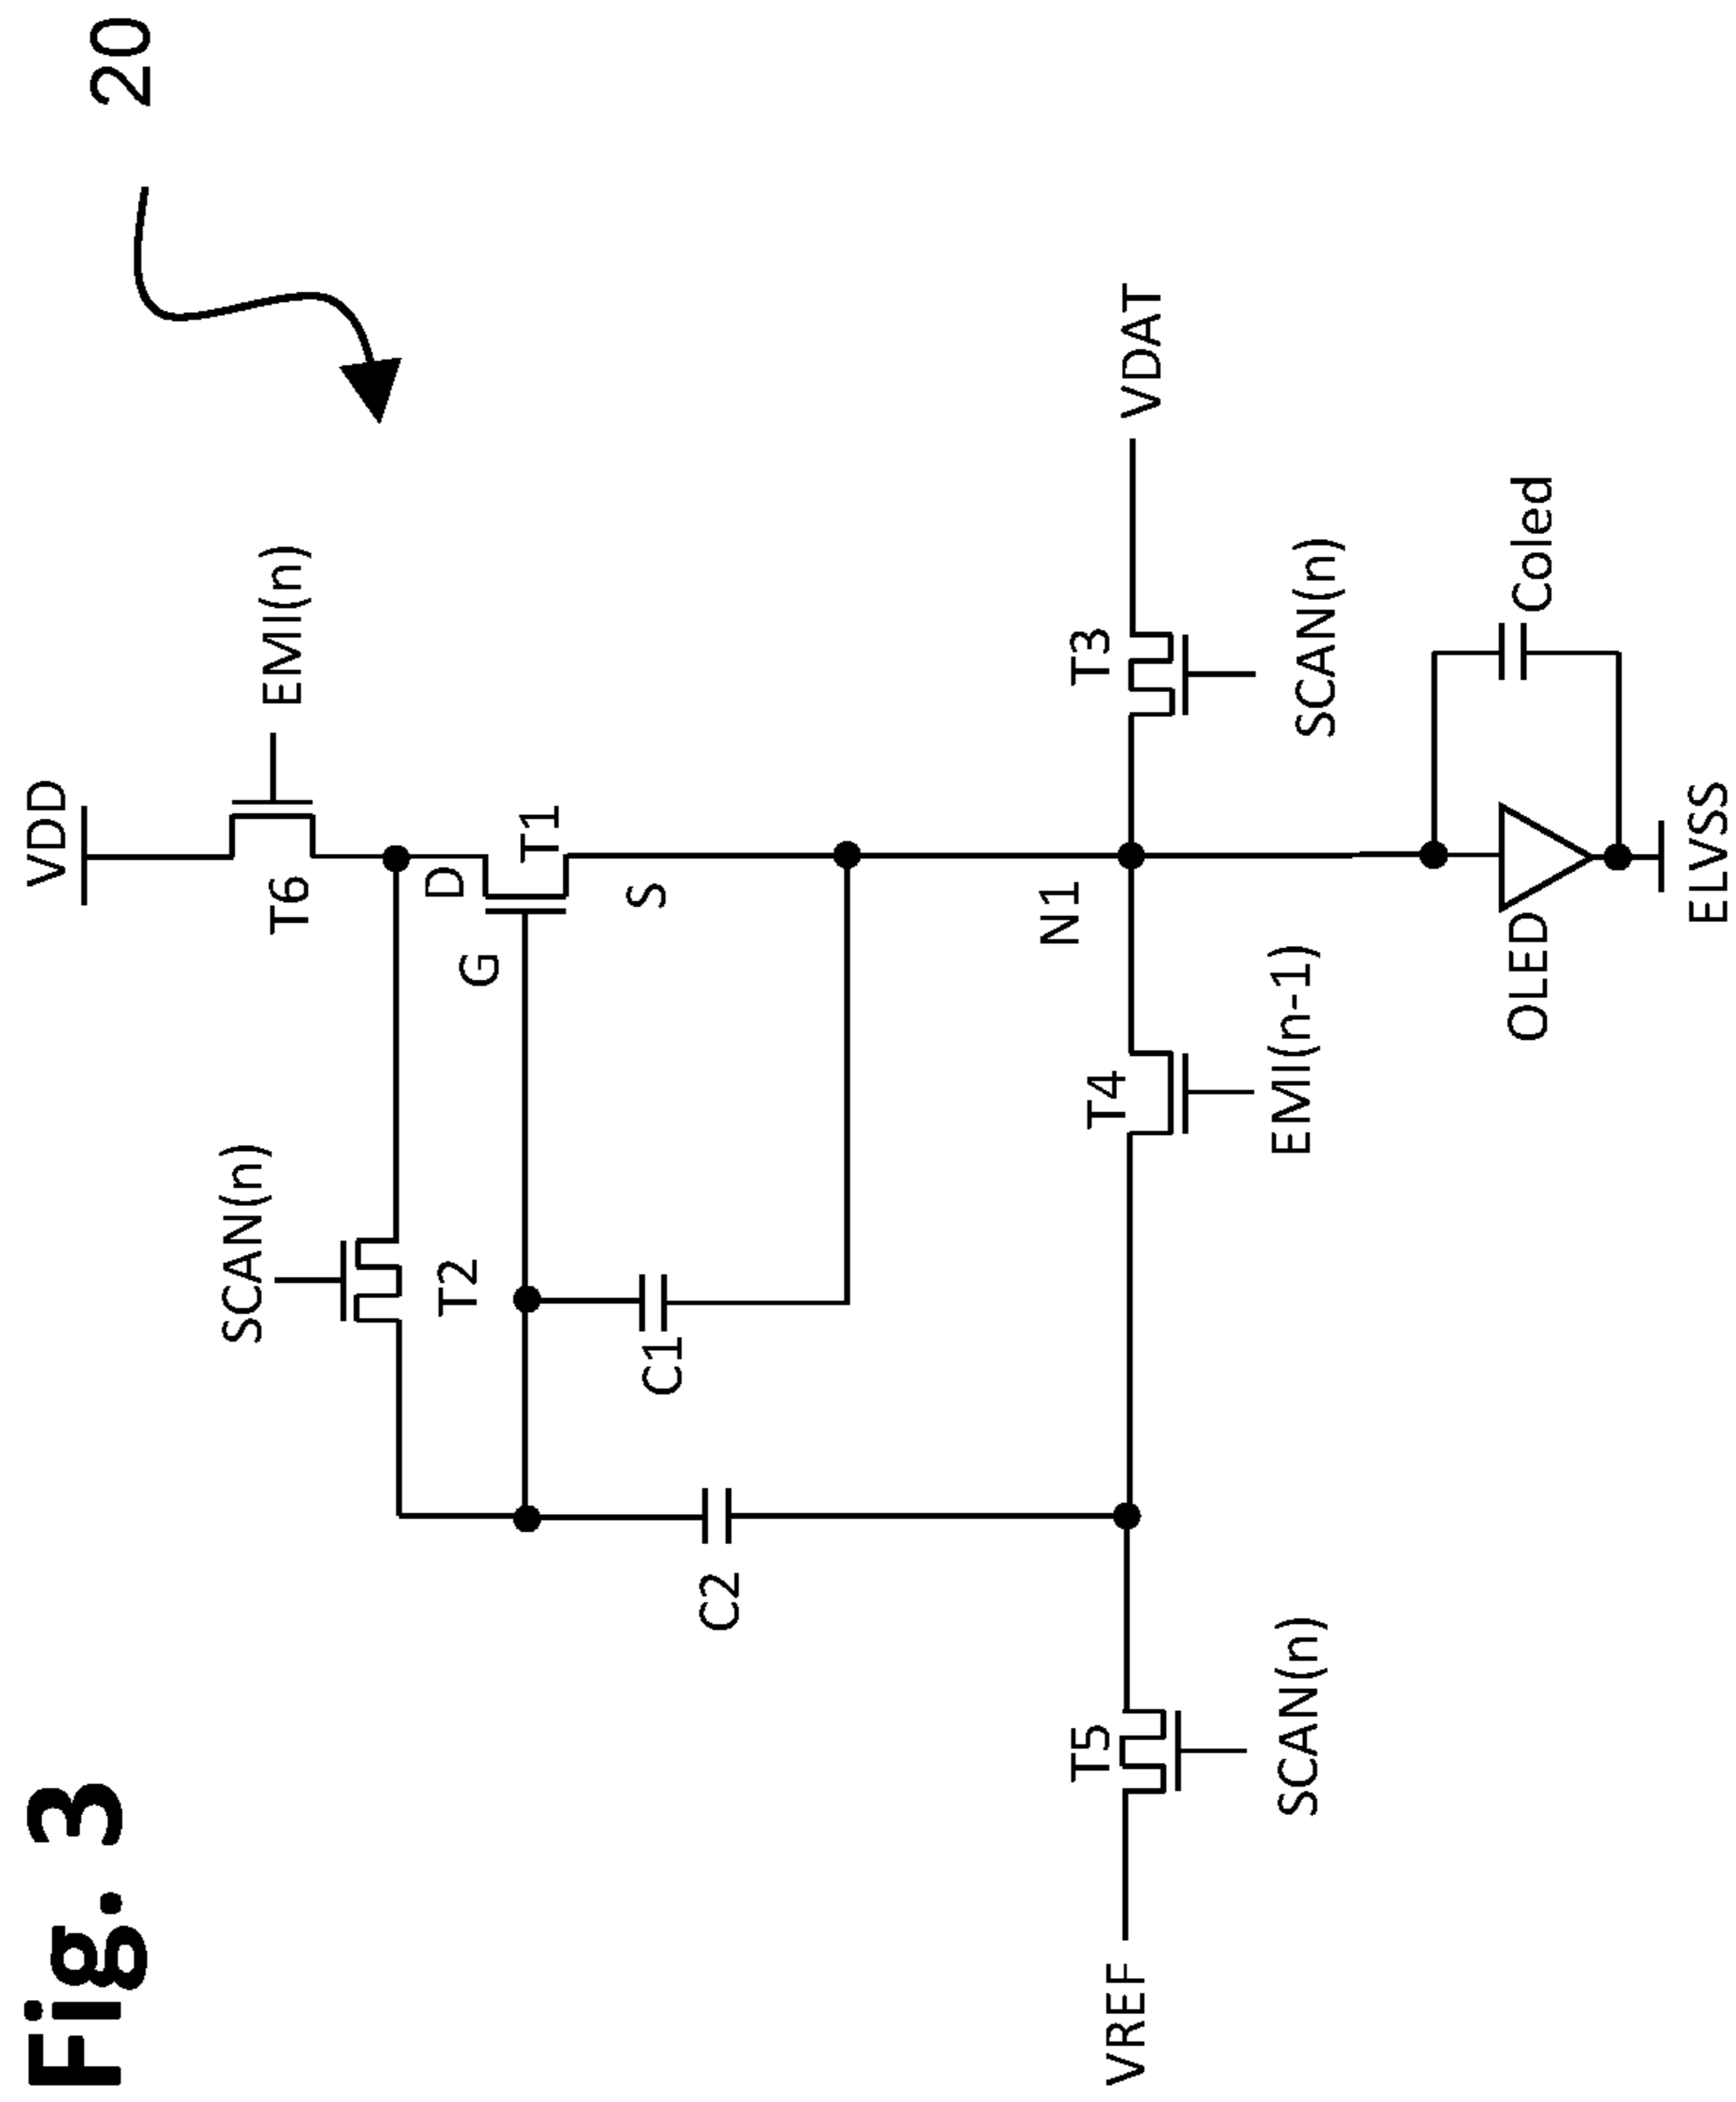 Fig. 3
20
VDD
EMI(n)
T6
SCAN(n)
D
T1
G
S
T2
C1
C2
N1
T3
VDAT
T4
T5
VREF
SCAN(n)
EMI(n-1)
SCAN(n)
OLED
Coled
ELVSS